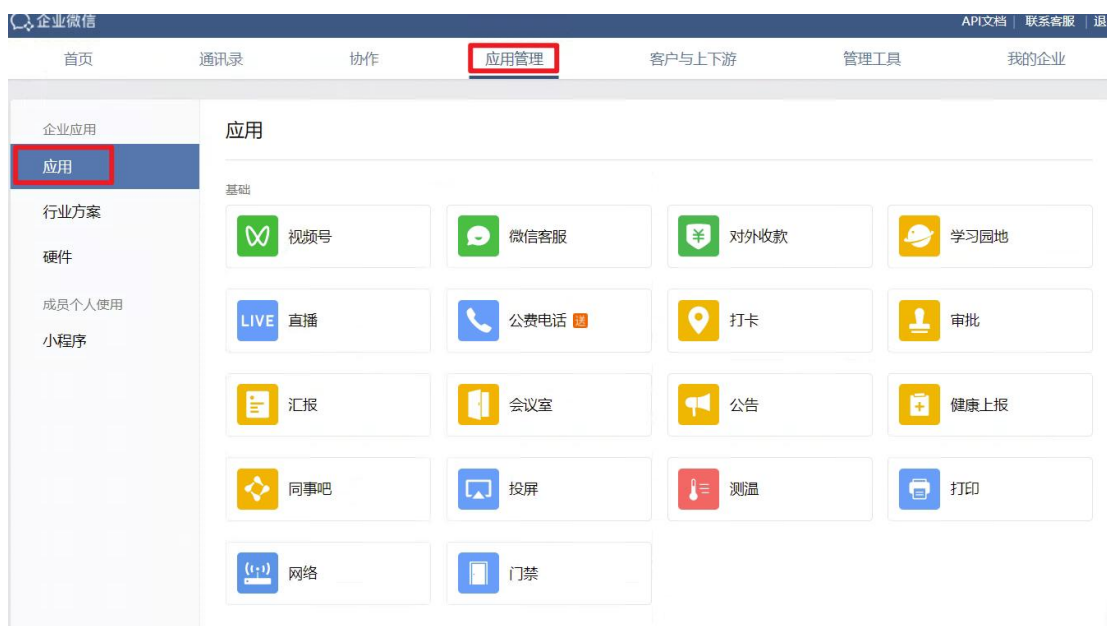 企业微信
API文档 | 联系客服 | 退
首页 通讯录 协作 应用管理 客户与上下游 管理工具 我的企业
企业应用
应用
行业方案
硬件
成员个人使用
小程序
应用
基础
视频号 微信客服 对外收款 学习园地
LIVE 直播 公费电话 送 打卡 审批
汇报 会议室 公告 健康上报
同事吧 投屏 测温 打印
网络 门禁